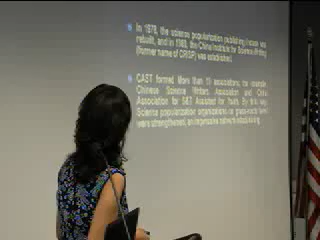 In 1978, the science popularization publishing house was
rebuilt, and in 1980, the China Institute for Science Writing
(former name of CRISP) was established.
CAST formed more than 10 associations, for example
Chinese Science Writers Association and China
Association for S&T Assistant for Youth. By this way
Science popularization organizations on grass-roots level
were strengthened, an impressive network